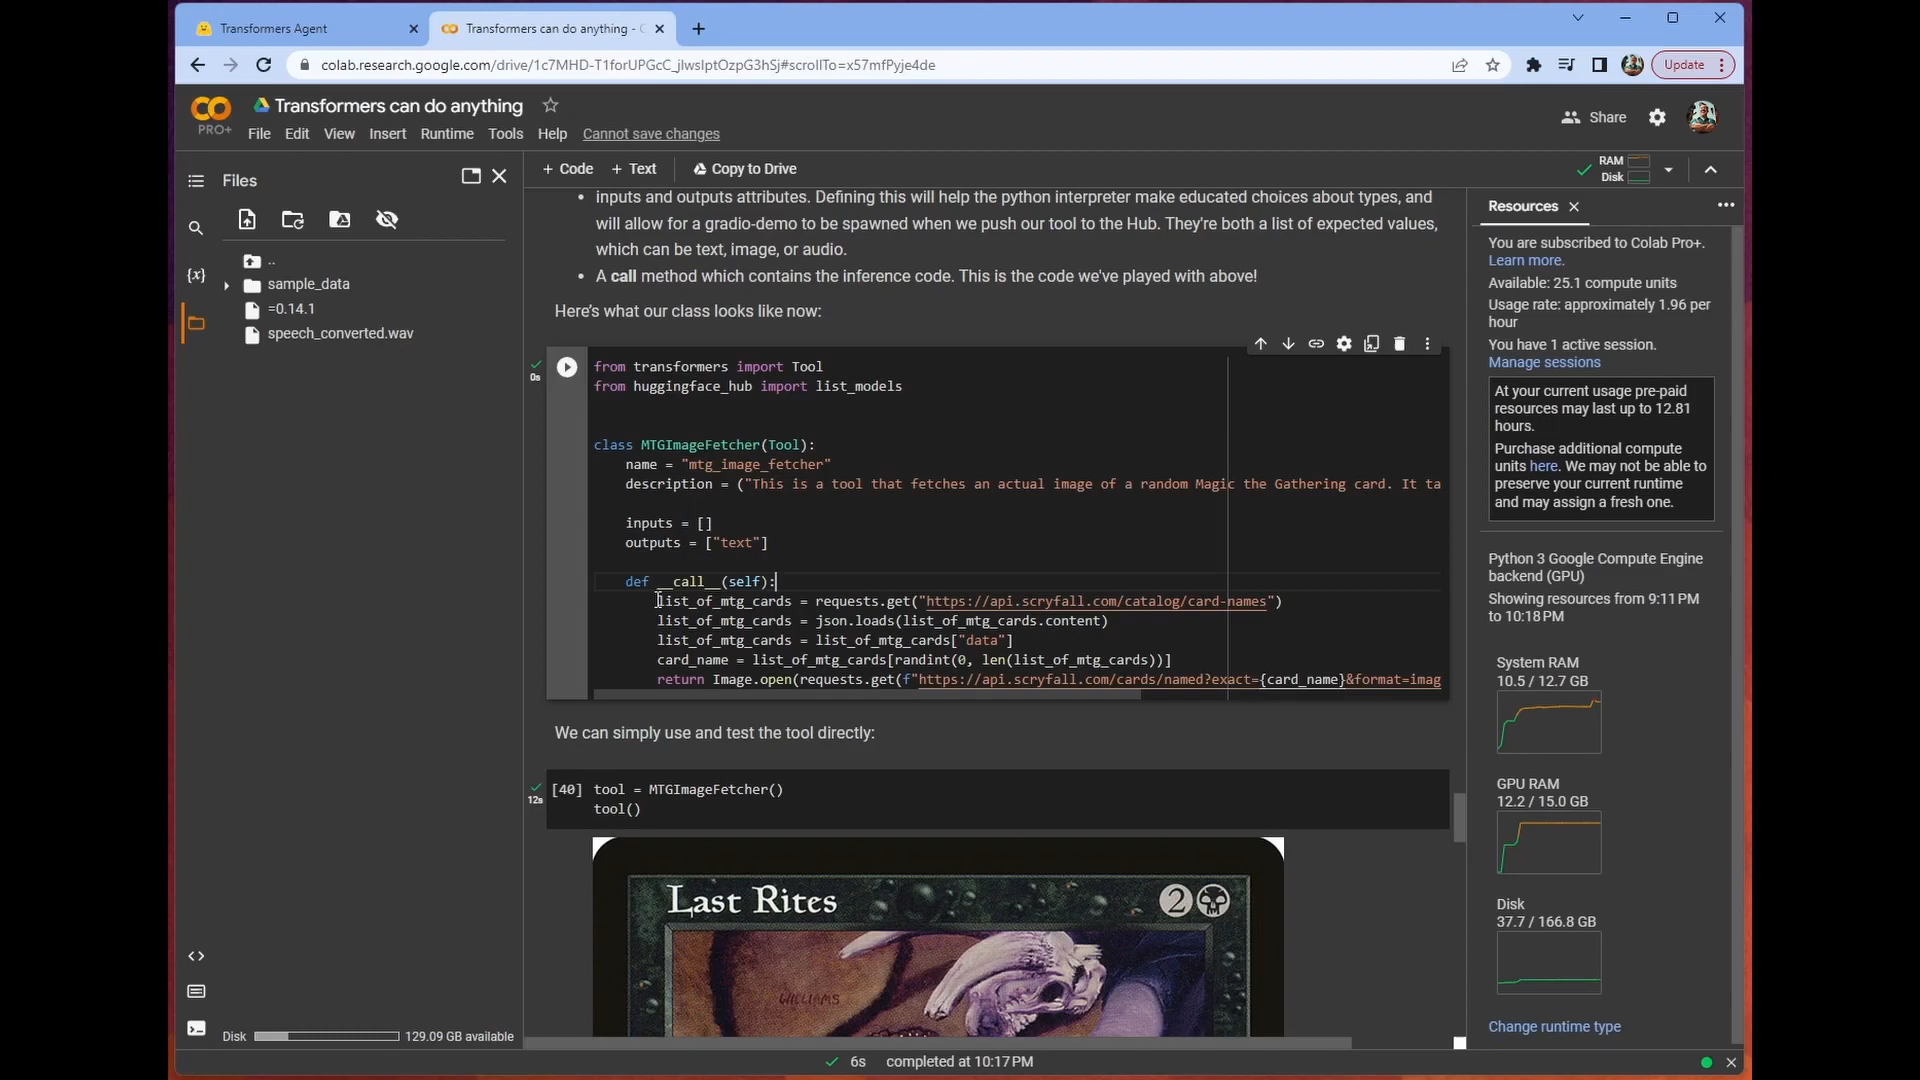 Transformers Agent
Transformers can do anything - C
colab.research.google.com/drive/1c7MHD-T1forUPGcC_jIwsIptOzpG3hSj#scrollTo=x57mfPyje4de
Update
CO
PRO+
Transformers can do anything
File Edit View Insert Runtime Tools Help Cannot save changes
Share
+ Code + Text Copy to Drive
RAM
Disk
Files
..
sample_data
=0.14.1
speech_converted.wav
{x}
Disk 129.09 GB available
inputs and outputs attributes. Defining this will help the python interpreter make educated choices about types, and
will allow for a gradio-demo to be spawned when we push our tool to the Hub. They're both a list of expected values,
which can be text, image, or audio.
A call method which contains the inference code. This is the code we've played with above!
Here's what our class looks like now:
0s
from transformers import Tool
from huggingface_hub import list_models
class MTGImageFetcher(Tool):
name = "mtg_image_fetcher"
description = ("This is a tool that fetches an actual image of a random Magic the Gathering card. It ta
inputs = []
outputs = ["text"]
def __call__(self):
list_of_mtg_cards = requests.get("https://api.scryfall.com/catalog/card-names")
list_of_mtg_cards = json.loads(list_of_mtg_cards.content)
list_of_mtg_cards = list_of_mtg_cards["data"]
card_name = list_of_mtg_cards[randint(0, len(list_of_mtg_cards))]
return Image.open(requests.get(f"https://api.scryfall.com/cards/named?exact={card_name}&format=imag
We can simply use and test the tool directly:
12s
[40] tool = MTGImageFetcher()
tool()
Last Rites 2
WILLIAMS
Resources
You are subscribed to Colab Pro+.
Learn more.
Available: 25.1 compute units
Usage rate: approximately 1.96 per
hour
You have 1 active session.
Manage sessions
At your current usage pre-paid
resources may last up to 12.81
hours.
Purchase additional compute
units here. We may not be able to
preserve your current runtime
and may assign a fresh one.
Python 3 Google Compute Engine
backend (GPU)
Showing resources from 9:11 PM
to 10:18 PM
System RAM
10.5 / 12.7 GB
GPU RAM
12.2 / 15.0 GB
Disk
37.7 / 166.8 GB
Change runtime type
6s completed at 10:17 PM